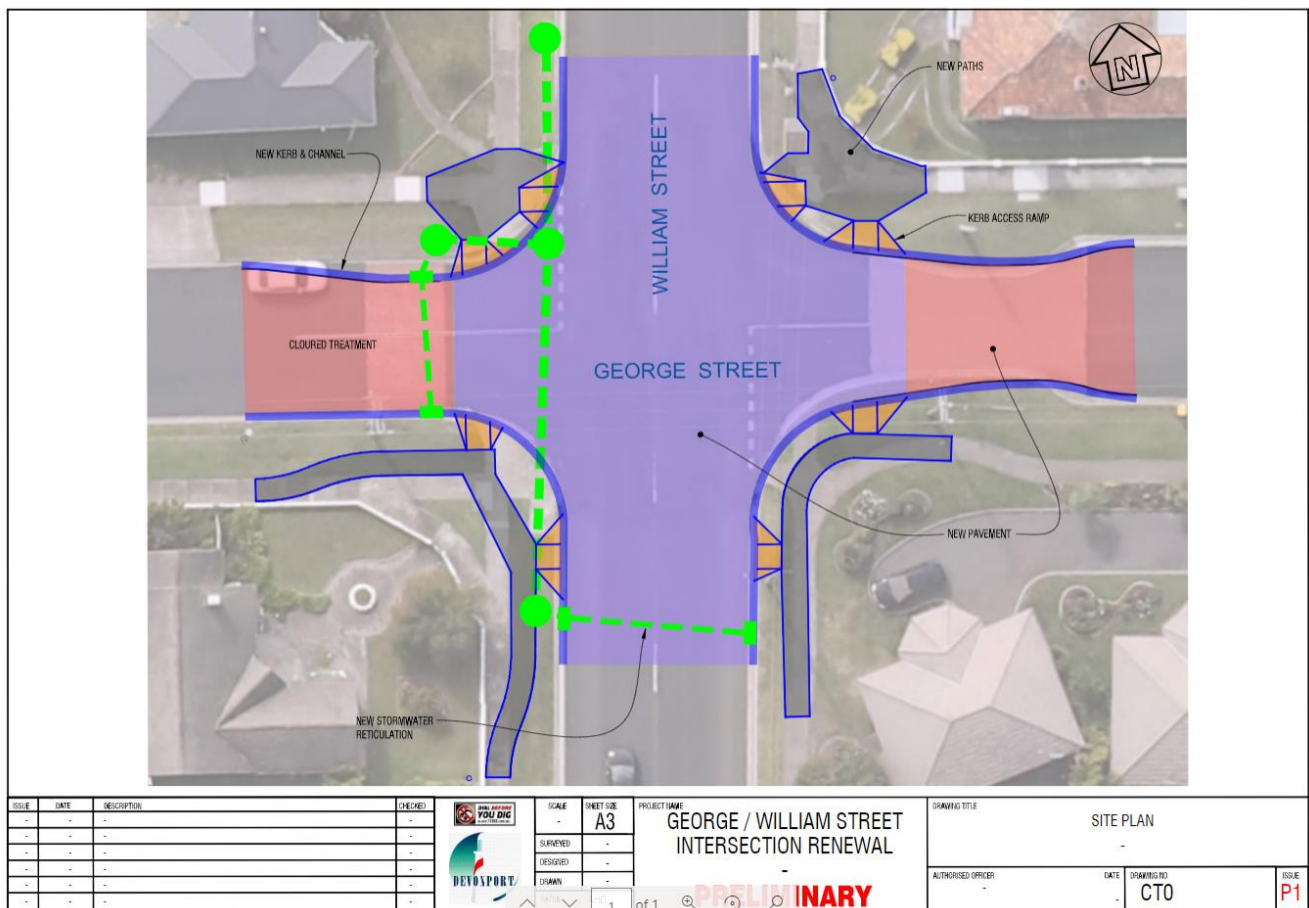 NEW PATHS
N
NEW KERB & CHANNEL
WILLIAM STREET
KERB ACCESS RAMP
CLOURED TREATMENT
GEORGE STREET
NEW PAVEMENT
NEW STORMWATER
RETICULATION
ISSUE DATE DESCRIPTION CHECKED
- - - -
- - - -
- - - -
- - - -
- - - -
- - - -
DIAL BEFORE
YOU DIG
DEVONPORT
SCALE
-
SHEET SIZE
A3
SURVEYED -
DESIGNED -
DRAWN -
PROJECT NAME
GEORGE / WILLIAM STREET
INTERSECTION RENEWAL
-
PRELIMINARY
1 of 1
DRAWING TITLE
SITE PLAN
-
AUTHORISED OFFICER
-
DATE
-
DRAWING NO
CT0
ISSUE
P1